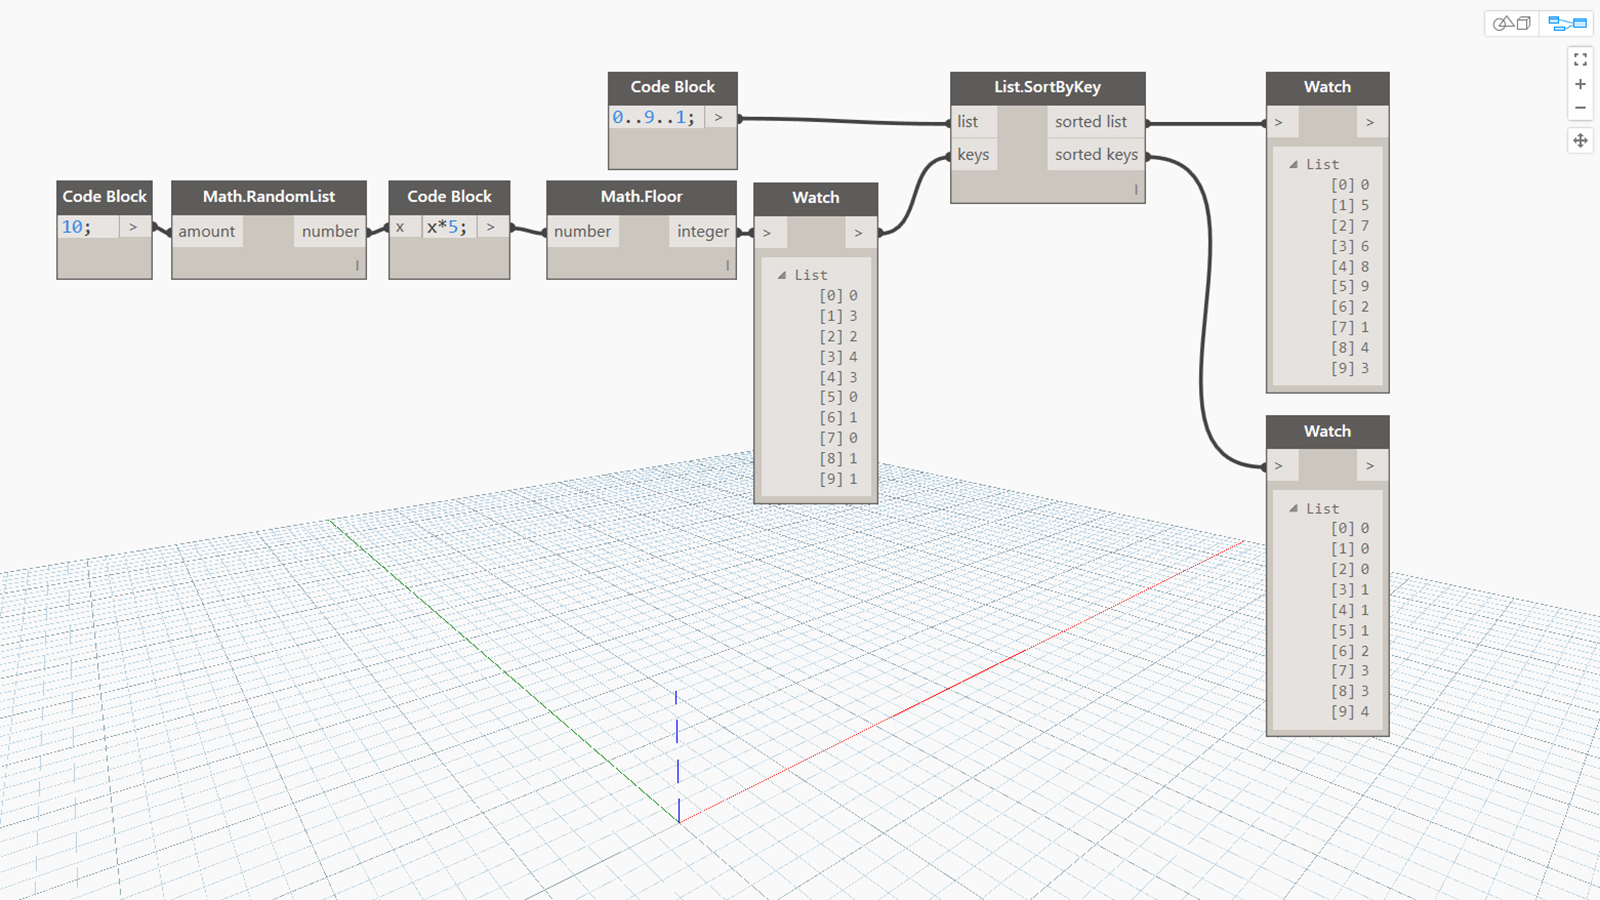 Code Block
0..9..1; >
List.SortByKey
list sorted list
keys sorted keys
l
Watch
> >
List
[0] 0
[1] 5
[2] 7
[3] 6
[4] 8
[5] 9
[6] 2
[7] 1
[8] 4
[9] 3
Code Block
10; >
Math.RandomList
amount number
l
Code Block
x x*5; >
Math.Floor
number integer
l
Watch
> >
List
[0] 0
[1] 3
[2] 2
[3] 4
[4] 3
[5] 0
[6] 1
[7] 0
[8] 1
[9] 1
Watch
> >
List
[0] 0
[1] 0
[2] 0
[3] 1
[4] 1
[5] 1
[6] 2
[7] 3
[8] 3
[9] 4